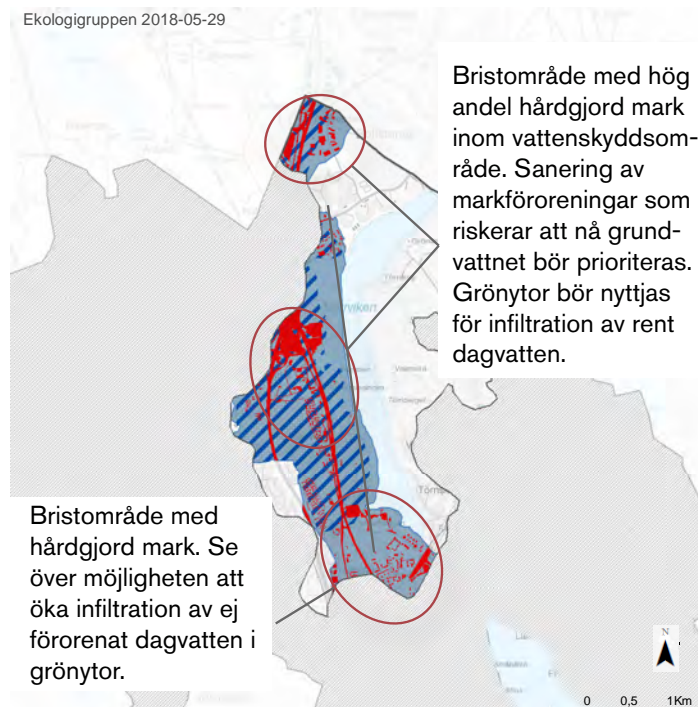 Ekologigruppen 2018-05-29
Bristområde med hög
andel hårdgjord mark
inom vattenskyddsom-
råde. Sanering av
markföroreningar som
riskerar att nå grund-
vattnet bör prioriteras.
Grönytor bör nyttjas
för infiltration av rent
dagvatten.
Bristområde med
hårdgjord mark. Se
över möjligheten att
öka infiltration av ej
förorenat dagvatten i
grönytor.
N
0 0,5 1Km